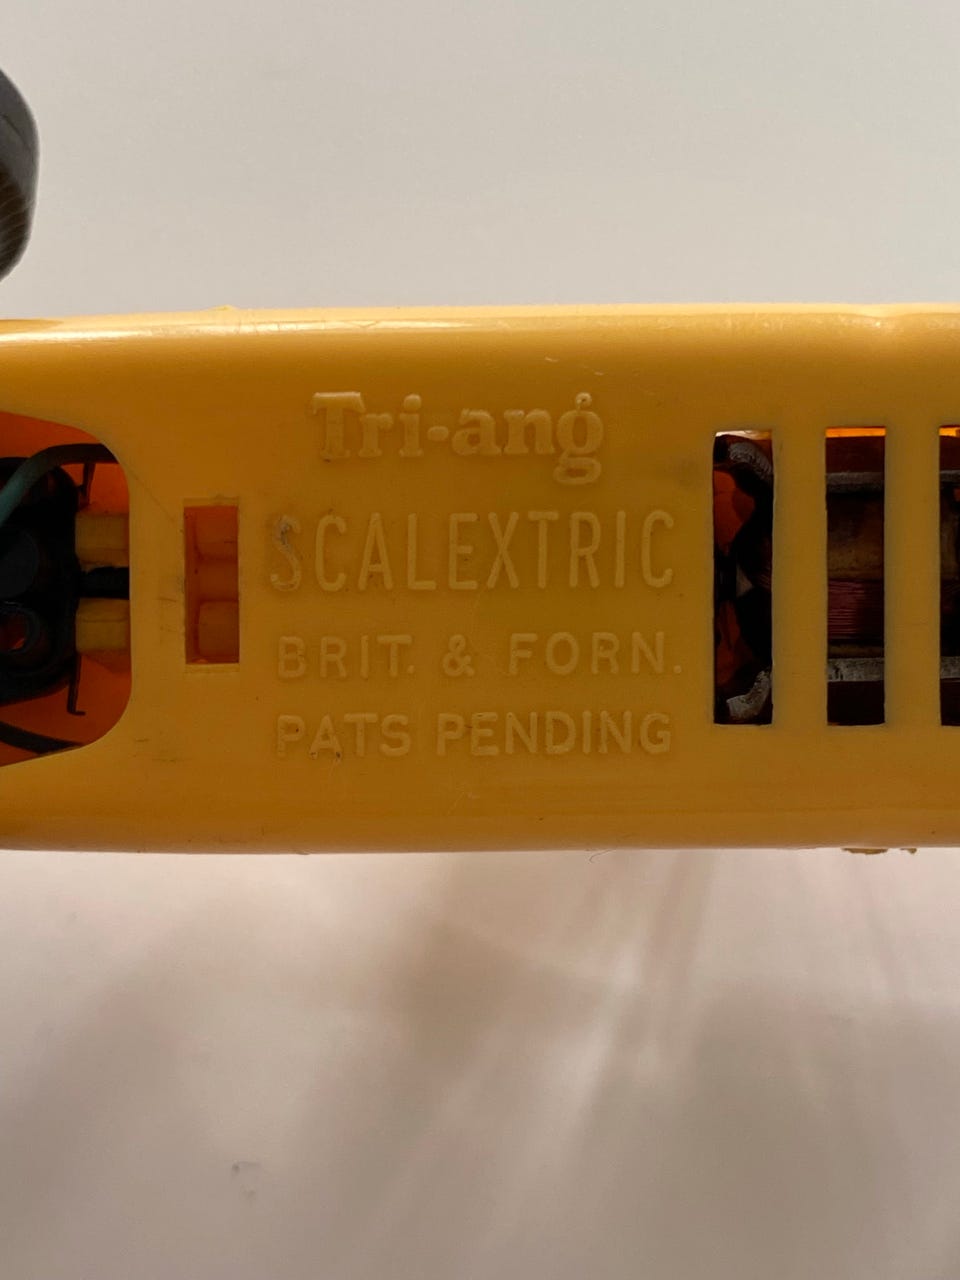 Tri-ang
SCALEXTRIC
BRIT. & FORN.
PATS PENDING